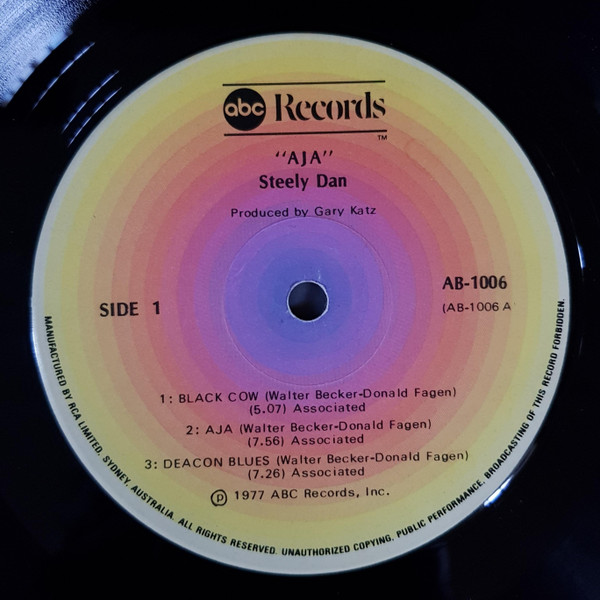 abc Records
TM
"AJA"
Steely Dan
Produced by Gary Katz
SIDE 1
AB-1006
(AB-1006 A
1: BLACK COW (Walter Becker-Donald Fagen)
(5.07) Associated
2: AJA (Walter Becker-Donald Fagen)
(7.56) Associated
3: DEACON BLUES (Walter Becker-Donald Fagen)
(7.26) Associated
℗ 1977 ABC Records, Inc.
MANUFACTURED BY RCA LIMITED, SYDNEY, AUSTRALIA. ALL RIGHTS RESERVED. UNAUTHORIZED COPYING, PUBLIC PERFORMANCE, BROADCASTING OF THIS RECORD FORBIDDEN.